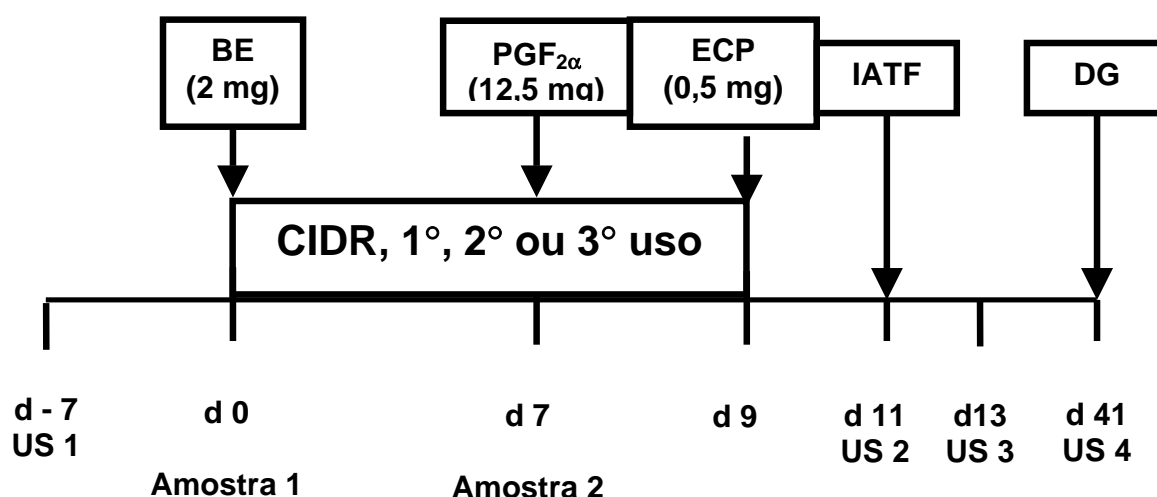 BE
(2 mg)
PGF2α
(12,5 mg)
ECP
(0,5 mg)
IATF
DG
CIDR, 1°, 2° ou 3° uso
d - 7
US 1
d 0
d 7
d 9
d 11
US 2
d13
US 3
d 41
US 4
Amostra 1
Amostra 2